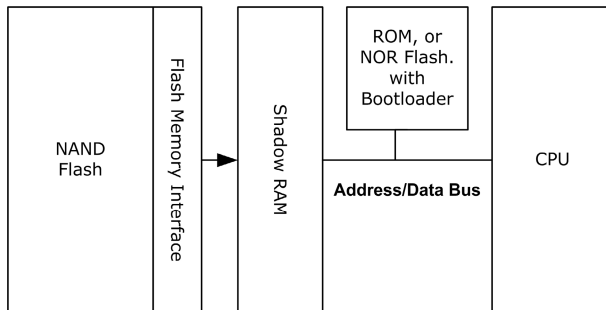 NAND
Flash
Flash Memory Interface
Shadow RAM
ROM, or
NOR Flash.
with
Bootloader
Address/Data Bus
CPU